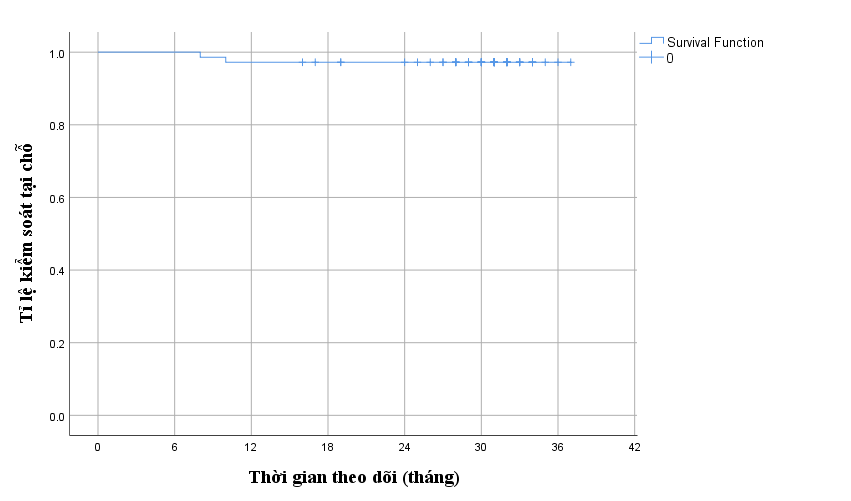 Survival Function
0
Tỉ lệ kiểm soát tại chỗ
1.0
0.8
0.6
0.4
0.2
0.0
0 6 12 18 24 30 36 42
Thời gian theo dõi (tháng)